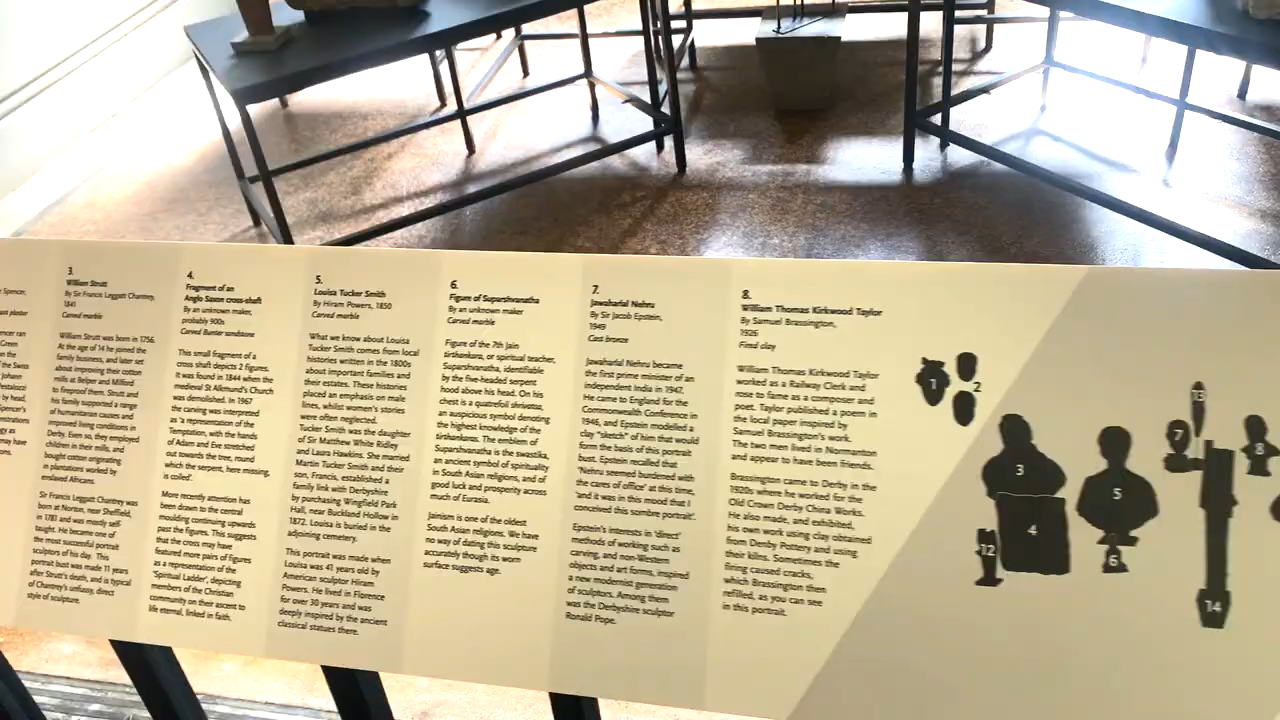 Spencer,
plaster
ran
Green
on the
the Swiss
Johann
Pestalozzi
by head,
Spencer's
as
may have
3.
William Strutt
By Sir Francis Leggatt Chantrey,
1841
Carved marble
William Strutt was born in 1756.
At the age of 14 he joined the
family business, and later set
about improving their cotton
mills at Belper and Milford
to 'fireproof' them. Strutt and
his family supported a range
of humanitarian causes and
improved living conditions in
Derby. Even so, they employed
children in their mills, and
bought cotton worked by
enslaved Africans.
Sir Francis Leggatt Chantrey was
born at Norton, near Sheffield,
in 1781 and was mostly self-
taught. He became one of
the most successful portrait
sculptors of his day. This
portrait bust was made 11 years
after Strutt's death, and is typical
of Chantrey's unfussy, direct
style of sculpture.
4.
Fragment of an
Anglo Saxon cross-shaft
By an unknown maker,
probably 900s
Carved Bunter sandstone
This small fragment of a
cross shaft depicts 2 figures.
It was found in 1844 when the
medieval St Alkmund's Church
was demolished. In 1967
the carving was interpreted
as 'a representation of the
Temptation, with the hands
of Adam and Eve stretched
out towards the tree, round
which the serpent, here missing,
is coiled'.
More recently attention has
been drawn to the central
moulding continuing upwards
past the figures. This suggests
that the cross may have
featured more pairs of figures
as a representation of the
'Spiritual Ladder', depicting
members of the Christian
community on their ascent to
life eternal, linked in faith.
5.
Louisa Tucker Smith
By Hiram Powers, 1850
Carved marble
What we know about Louisa
Tucker Smith comes from local
histories written in the 1800s
about important families and
their estates. These histories
placed an emphasis on male
lines, whilst women's stories
were often neglected.
Tucker Smith was the daughter
of Sir Matthew White Ridley
and Laura Hawkins. She married
Martin Tucker Smith and their
son, Francis, established a
family link with Derbyshire
by purchasing Wingfield Park
Hall, near Buckland Hollow in
1872. Louisa is buried in the
adjoining cemetery.
This portrait was made when
Louisa was 41 years old by
American sculptor Hiram
Powers. He lived in Florence
for over 30 years and was
deeply inspired by the ancient
classical statues there.
6.
Figure of Suparshvanatha
By an unknown maker
Carved marble
Figure of the 7th Jain
tirthankara, or spiritual teacher,
Suparshvanatha, identifiable
by the five-headed serpent
hood above his head. On his
chest is a quatrefoil shrivatsa,
an auspicious symbol denoting
the highest knowledge of the
tirthankara. The emblem of
Suparshvanatha is the swastika,
an ancient symbol of spirituality
in South Asian religions, and of
good luck and prosperity across
much of Eurasia.
Jainism is one of the oldest
South Asian religions. We have
no way of dating this sculpture
accurately though its worn
surface suggests age.
7.
Jawaharlal Nehru
By Sir Jacob Epstein,
1949
Cast bronze
Jawaharlal Nehru became
the first prime minister of an
independent India in 1947.
He came to England for the
Commonwealth Conference in
1946, and Epstein modelled a
clay "sketch" of him that would
form the basis of this portrait
bust. Epstein recalled that
'Nehru seemed burdened with
the cares of office' at this time,
'and it was in this mood that I
conceived this sombre portrait'.
Epstein's interests in 'direct'
methods of working such as
carving, and non-Western
objects and art forms, inspired
a new modernist generation
of sculptors. Among them
was the Derbyshire sculptor
Ronald Pope.
8.
William Thomas Kirkwood Taylor
By Samuel Brassington,
1926
Fired clay
William Thomas Kirkwood Taylor
worked as a Railway Clerk and
rose to fame as a composer and
poet. Taylor published a poem in
the local paper inspired by
Samuel Brassington's work.
The two men lived in Normanton
and appear to have been friends.
Brassington came to Derby in the
1920s where he worked for the
Old Crown Derby China Works.
He also made, and exhibited,
his own work using clay obtained
from Derby Pottery and using
their kilns. Sometimes the
firing caused cracks,
which Brassington then
refilled, as you can see
in this portrait.
1
2
3
4
5
6
7
8
12
13
14